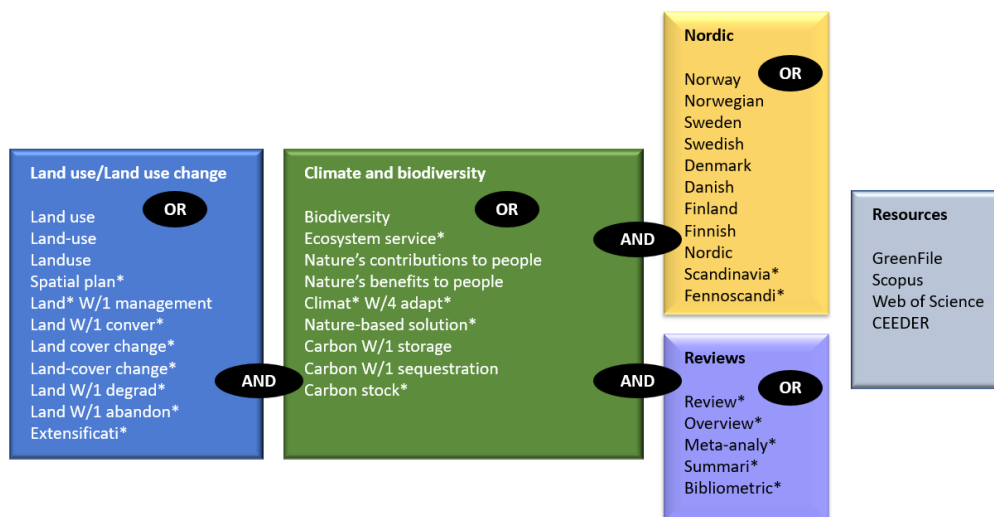 Land use/Land use change
OR
Land use
Land-use
Landuse
Spatial plan*
Land* W/1 management
Land W/1 conver*
Land cover change*
Land-cover change*
Land W/1 degrad*
Land W/1 abandon*
Extensificati*
AND
Climate and biodiversity
OR
Biodiversity
Ecosystem service*
Nature's contributions to people
Nature's benefits to people
Climat* W/4 adapt*
Nature-based solution*
Carbon W/1 storage
Carbon W/1 sequestration
Carbon stock*
AND
AND
Nordic
OR
Norway
Norwegian
Sweden
Swedish
Denmark
Danish
Finland
Finnish
Nordic
Scandinavia*
Fennoscandi*
Reviews
OR
Review*
Overview*
Meta-analy*
Summari*
Bibliometric*
Resources
GreenFile
Scopus
Web of Science
CEEDER